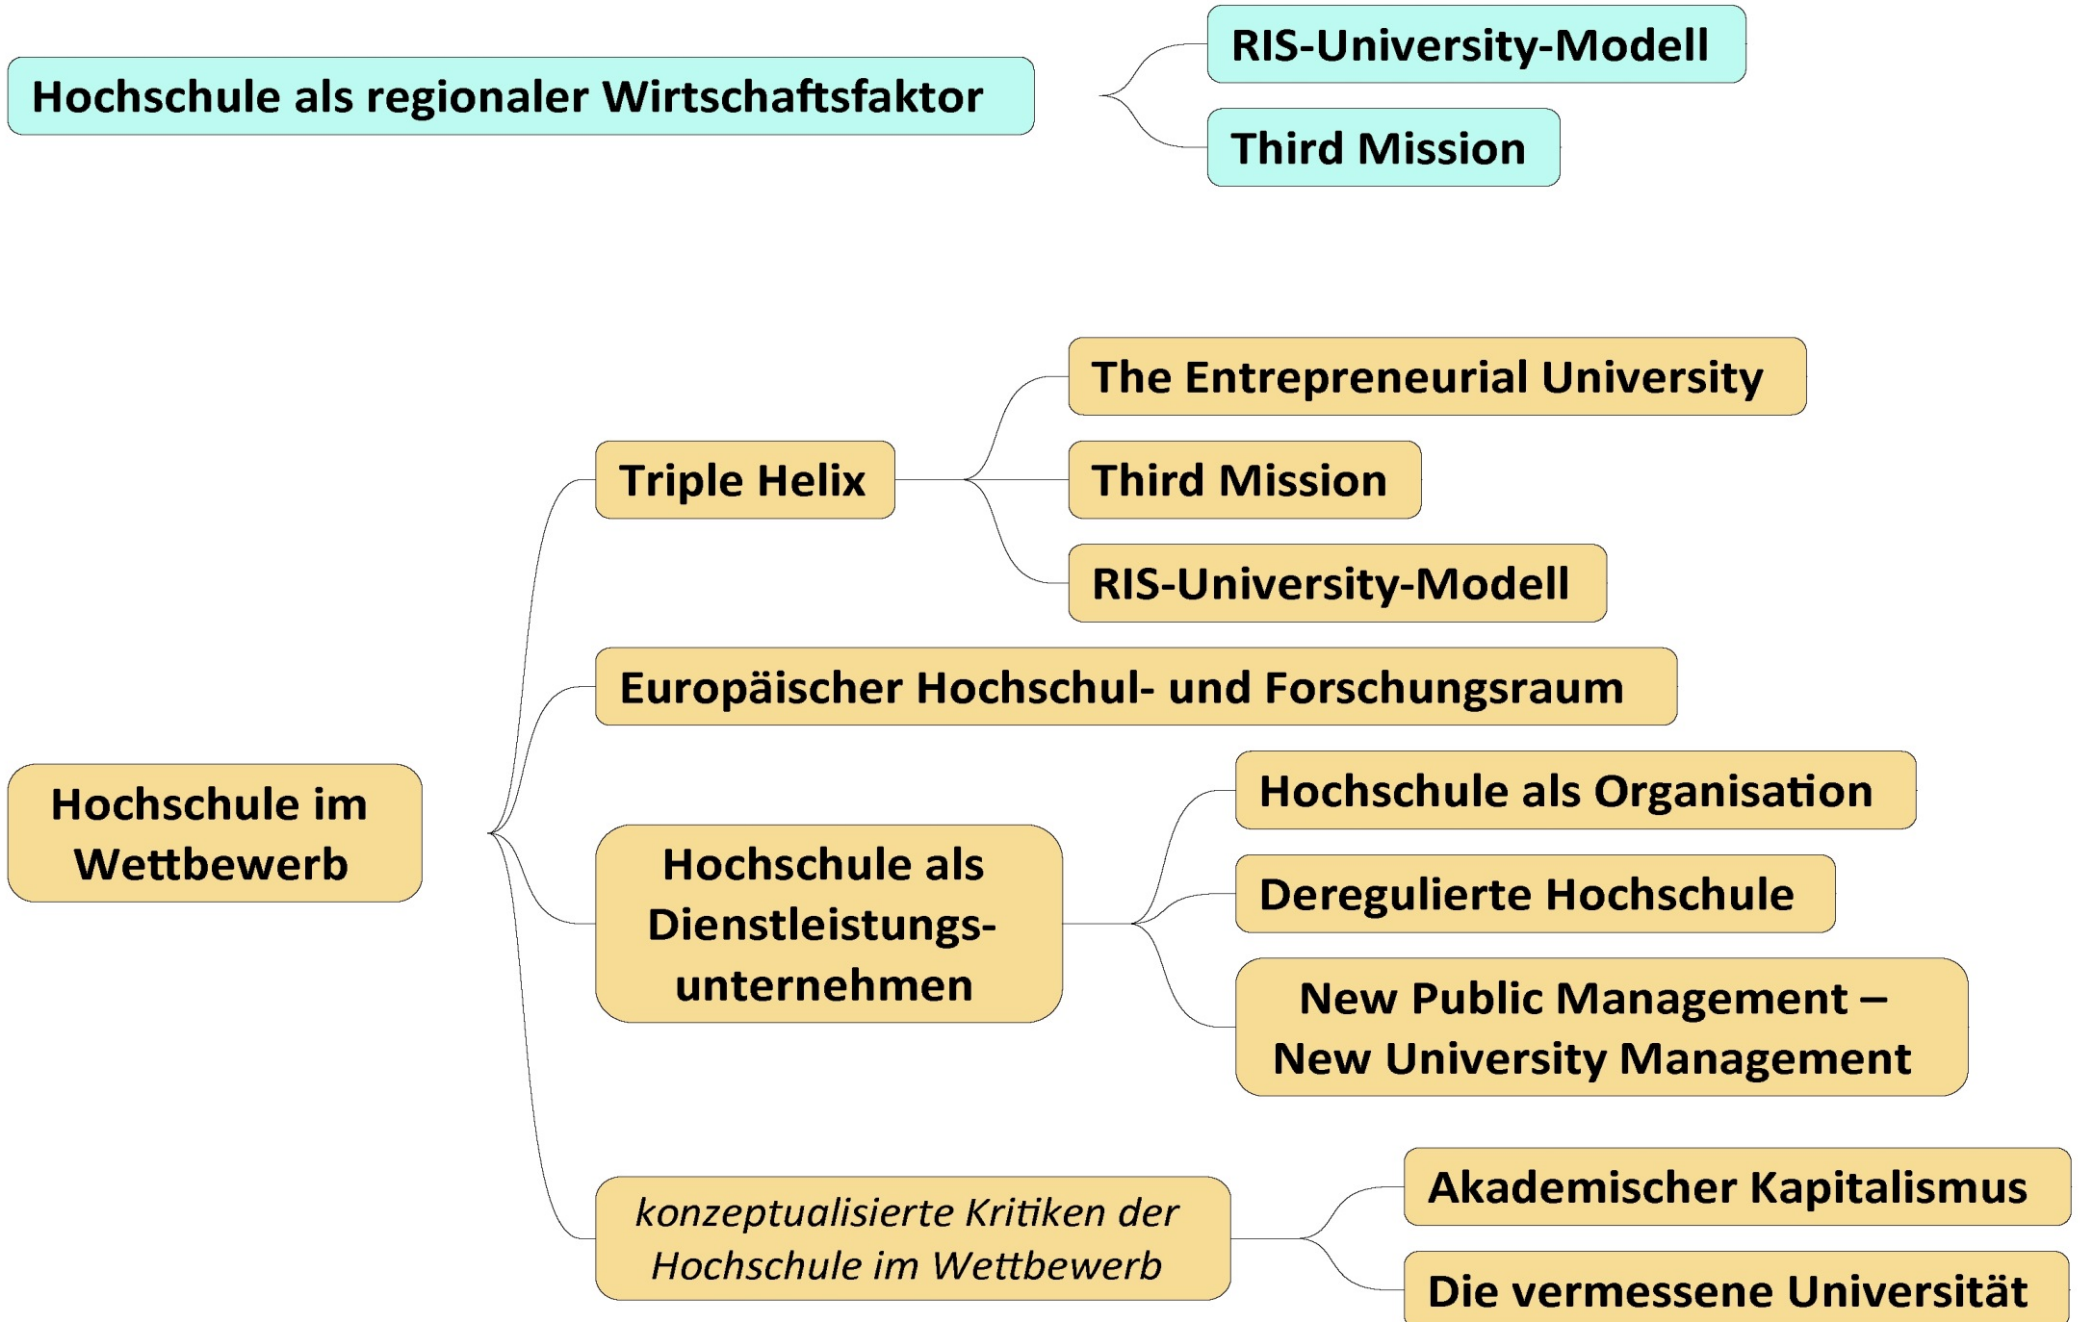 Hochschule als regionaler Wirtschaftsfaktor
RIS-University-Modell
Third Mission
Hochschule im
Wettbewerb
Triple Helix
The Entrepreneurial University
Third Mission
RIS-University-Modell
Europäischer Hochschul- und Forschungsraum
Hochschule als
Dienstleistungs-
unternehmen
Hochschule als Organisation
Deregulierte Hochschule
New Public Management –
New University Management
konzeptualisierte Kritiken der
Hochschule im Wettbewerb
Akademischer Kapitalismus
Die vermessene Universität